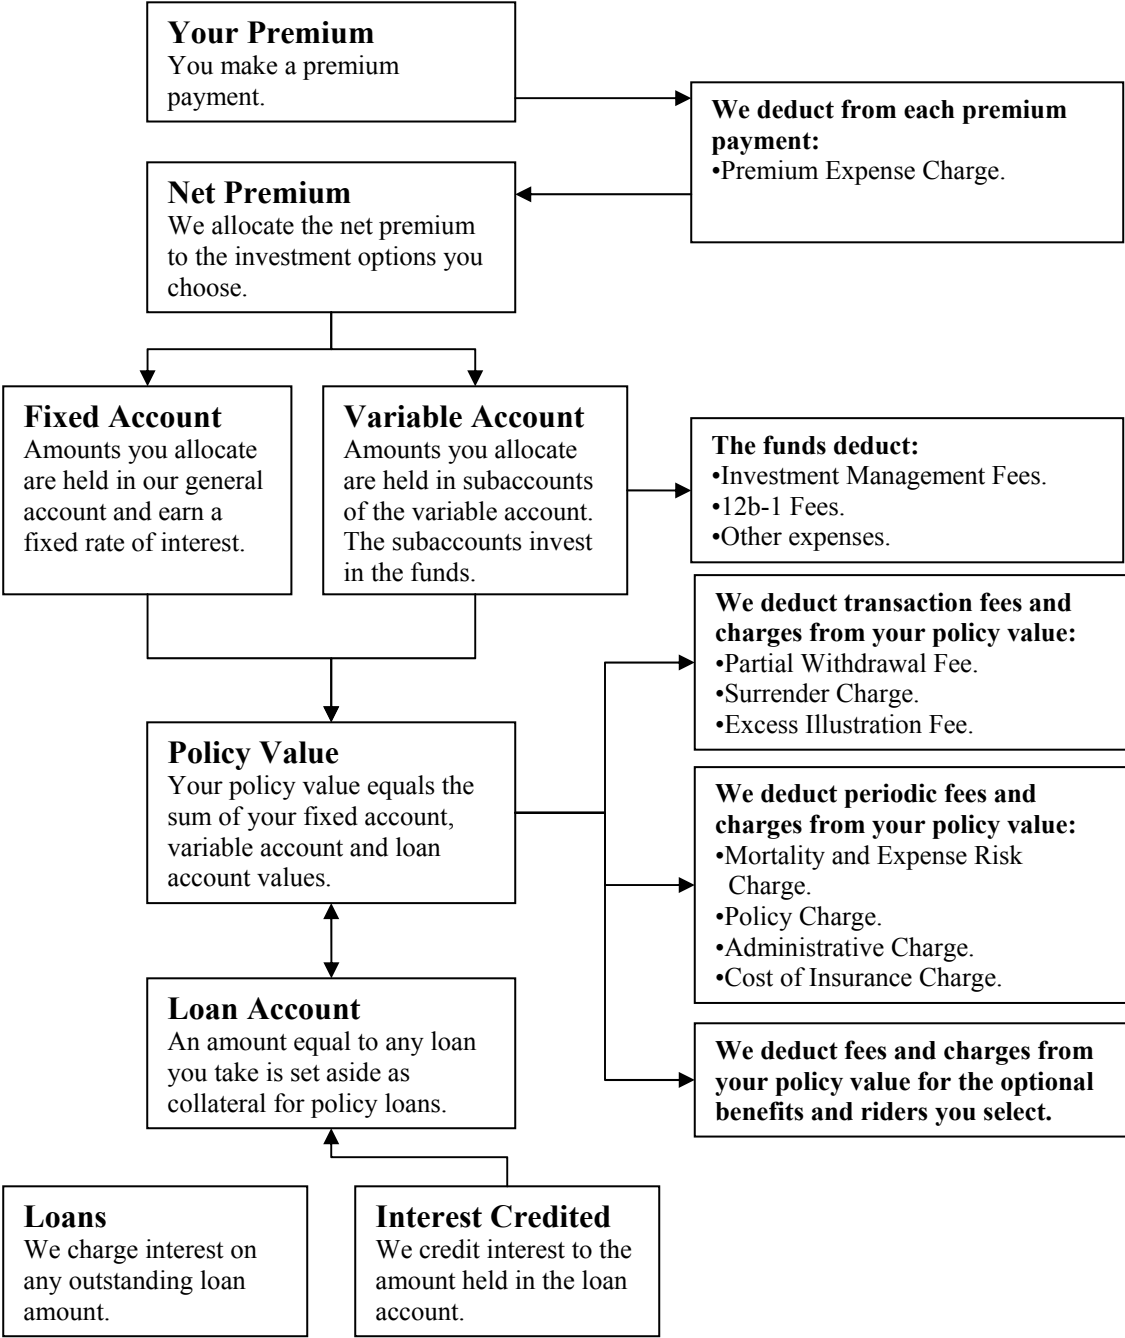 Your Premium
You make a premium
payment.
We deduct from each premium
payment:
•Premium Expense Charge.
Net Premium
We allocate the net premium
to the investment options you
choose.
Fixed Account
Amounts you allocate
are held in our general
account and earn a
fixed rate of interest.
Variable Account
Amounts you allocate
are held in subaccounts
of the variable account.
The subaccounts invest
in the funds.
The funds deduct:
•Investment Management Fees.
•12b-1 Fees.
•Other expenses.
We deduct transaction fees and
charges from your policy value:
•Partial Withdrawal Fee.
•Surrender Charge.
•Excess Illustration Fee.
Policy Value
Your policy value equals the
sum of your fixed account,
variable account and loan
account values.
We deduct periodic fees and
charges from your policy value:
•Mortality and Expense Risk
Charge.
•Policy Charge.
•Administrative Charge.
•Cost of Insurance Charge.
Loan Account
An amount equal to any loan
you take is set aside as
collateral for policy loans.
We deduct fees and charges from
your policy value for the optional
benefits and riders you select.
Loans
We charge interest on
any outstanding loan
amount.
Interest Credited
We credit interest to the
amount held in the loan
account.